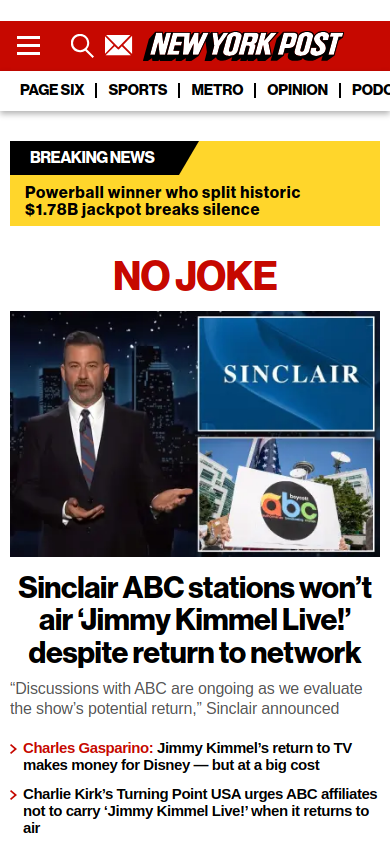 NEW YORK POST
PAGE SIX
SPORTS
METRO
OPINION
PODC
BREAKING NEWS
Powerball winner who split historic
$1.78B jackpot breaks silence
NO JOKE
SINCLAIR
boycott
abc
Sinclair ABC stations won’t
air ‘Jimmy Kimmel Live!’
despite return to network
“Discussions with ABC are ongoing as we evaluate
the show’s potential return,” Sinclair announced
Charles Gasparino: Jimmy Kimmel’s return to TV
makes money for Disney — but at a big cost
Charlie Kirk’s Turning Point USA urges ABC affiliates
not to carry ‘Jimmy Kimmel Live!’ when it returns to
air